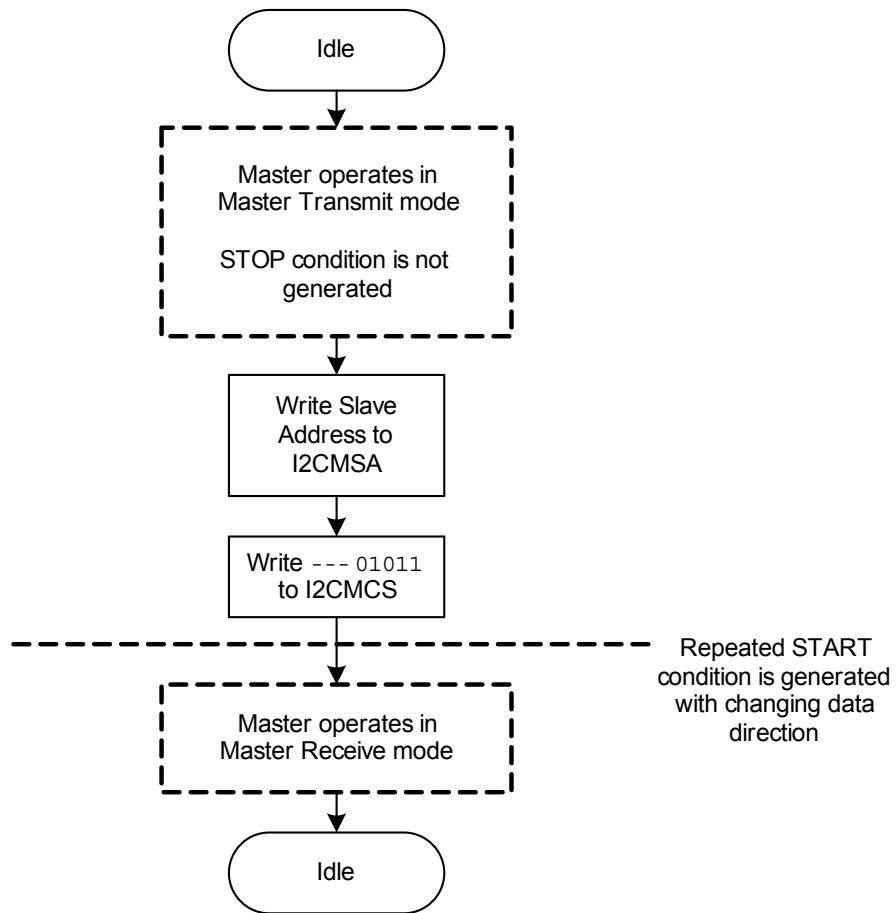 Idle
Master operates in
Master Transmit mode
STOP condition is not
generated
Write Slave
Address to
I2CMSA
Write --- 01011
to I2CMCS
Repeated START
condition is generated
with changing data
direction
Master operates in
Master Receive mode
Idle